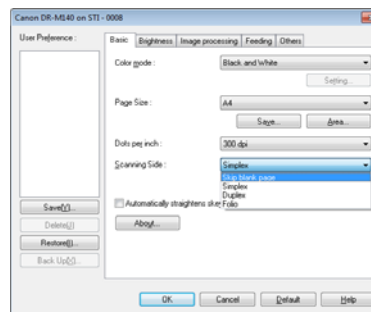 Canon DR-M140 on STI - 0008
User Preference :
Basic Brightness Image processing Feeding Others
Color mode : Black and White
Setting...
Page Size : A4
Save... Area...
Dots per inch : 300 dpi
Scanning Side : Simplex
Skip blank page
Simplex
Duplex
Folio
Automatically straightens
About...
Save(V)...
Delete(J)
Restore(I)...
Back Up(X)...
OK Cancel Default Help